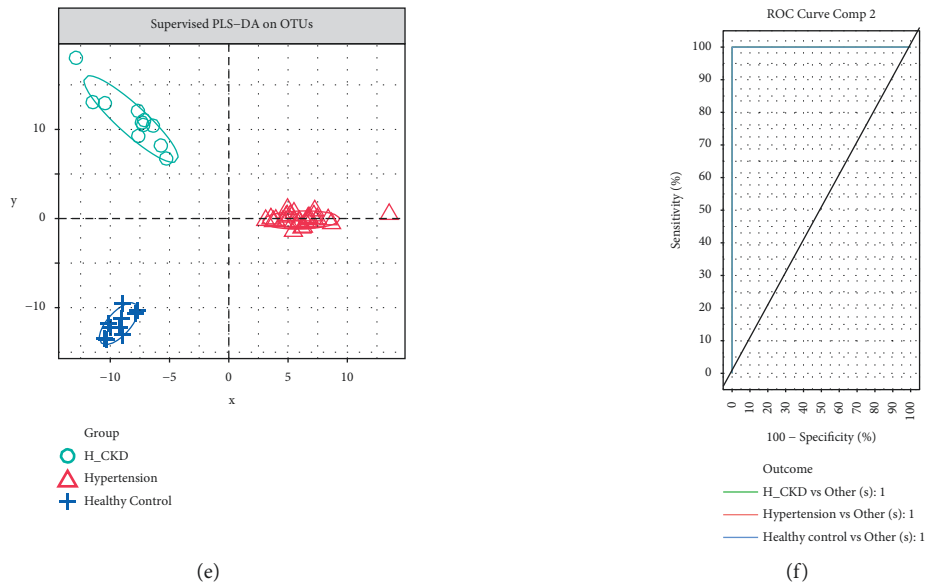 Supervised PLS−DA on OTUs
y
10
0
−10
−10
−5
0
5
10
x
Group
H_CKD
Hypertension
Healthy Control
(e)
ROC Curve Comp 2
Sensitivity (%)
100
90
80
70
60
50
40
30
20
10
0
0
10
20
30
40
50
60
70
80
90
100
100 − Specificity (%)
Outcome
H_CKD vs Other (s): 1
Hypertension vs Other (s): 1
Healthy control vs Other (s): 1
(f)